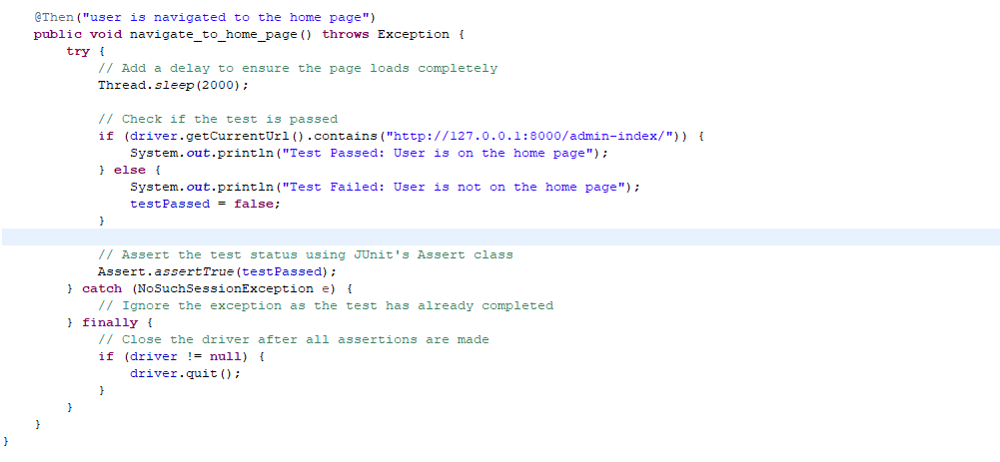 @Then("user is navigated to the home page")
public void navigate_to_home_page() throws Exception {
try {
// Add a delay to ensure the page loads completely
Thread.sleep(2000);
// Check if the test is passed
if (driver.getCurrentUrl().contains("http://127.0.0.1:8000/admin-index/")) {
System.out.println("Test Passed: User is on the home page");
} else {
System.out.println("Test Failed: User is not on the home page");
testPassed = false;
}
// Assert the test status using JUnit's Assert class
Assert.assertTrue(testPassed);
} catch (NoSuchSessionException e) {
// Ignore the exception as the test has already completed
} finally {
// Close the driver after all assertions are made
if (driver != null) {
driver.quit();
}
}
}
}